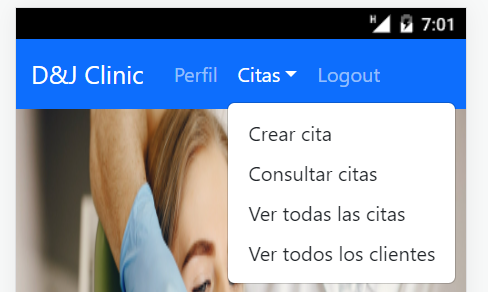 H 7:01
D&J Clinic Perfil Citas Logout
Crear cita
Consultar citas
Ver todas las citas
Ver todos los clientes